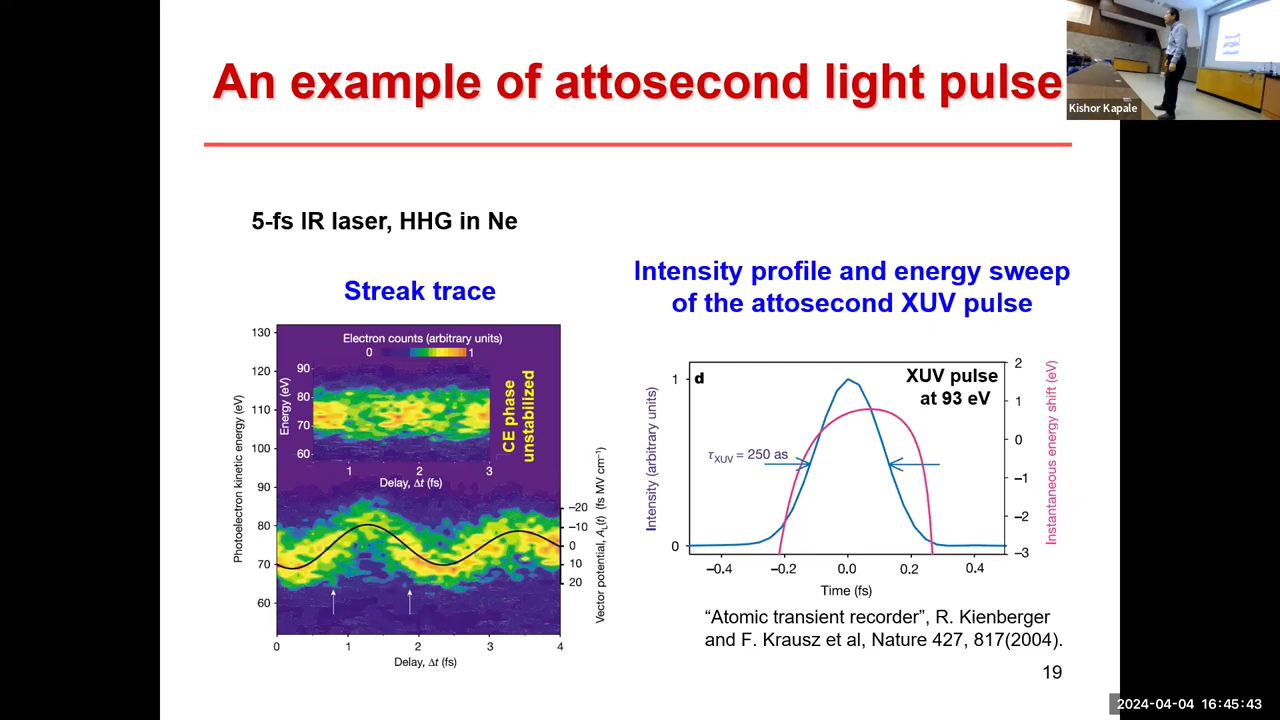 An example of attosecond light pulse
Kishor Kapale
5-fs IR laser, HHG in Ne
Streak trace
Electron counts (arbitrary units)
0 1
Energy (eV)
90
80
70
60
1 2 3
Delay, Δt (fs)
CE phase
unstabilized
Photoelectron kinetic energy (eV)
130
120
110
100
90
80
70
60
0 1 2 3 4
Delay, Δt (fs)
−20
−10
0
10
20
Vector potential, A_L(t) (fs MV cm⁻¹)
Intensity profile and energy sweep
of the attosecond XUV pulse
d
XUV pulse
at 93 eV
τXUV = 250 as
Intensity (arbitrary units)
1
0
−0.4 −0.2 0.0 0.2 0.4
Time (fs)
2
1
0
−1
−2
−3
Instantaneous energy shift (eV)
“Atomic transient recorder”, R. Kienberger
and F. Krausz et al, Nature 427, 817(2004).
19
2024-04-04 16:45:43